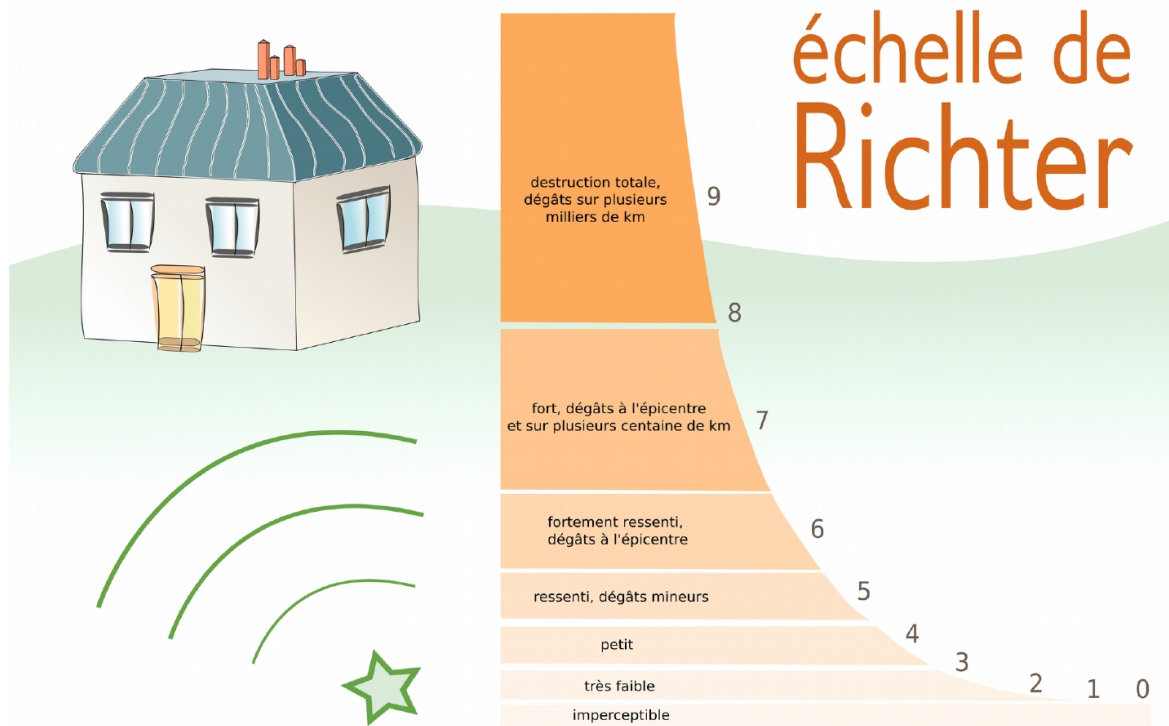 échelle de
Richter
destruction totale,
dégâts sur plusieurs
milliers de km
9
8
fort, dégâts à l'épicentre
et sur plusieurs centaine de km
7
fortement ressenti,
dégâts à l'épicentre
6
ressenti, dégâts mineurs
5
petit
4
3
très faible
2
1
0
imperceptible